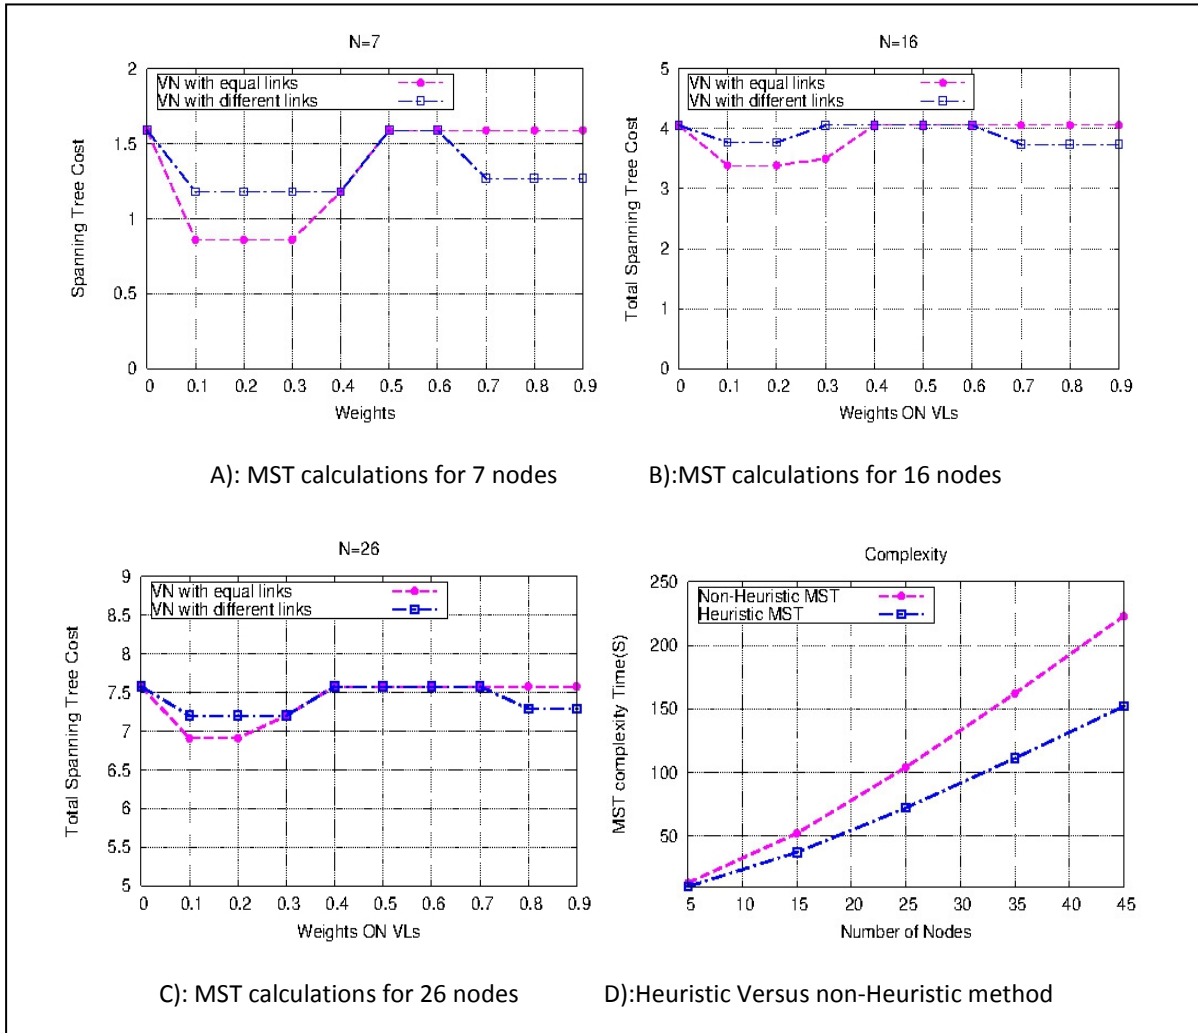 N=7
VN with equal links
VN with different links
2
1.5
1
0.5
0
Spanning Tree Cost
0 0.1 0.2 0.3 0.4 0.5 0.6 0.7 0.8 0.9
Weights
N=16
VN with equal links
VN with different links
5
4
3
2
1
0
Total Spanning Tree Cost
0 0.1 0.2 0.3 0.4 0.5 0.6 0.7 0.8 0.9
Weights ON VLs
A): MST calculations for 7 nodes
B):MST calculations for 16 nodes
N=26
VN with equal links
VN with different links
9
8.5
8
7.5
7
6.5
6
5.5
5
Total Spanning Tree Cost
0 0.1 0.2 0.3 0.4 0.5 0.6 0.7 0.8 0.9
Weights ON VLs
Complexity
Non-Heuristic MST
Heuristic MST
250
200
150
100
50
MST complexity Time(S)
5 10 15 20 25 30 35 40 45
Number of Nodes
C): MST calculations for 26 nodes
D):Heuristic Versus non-Heuristic method